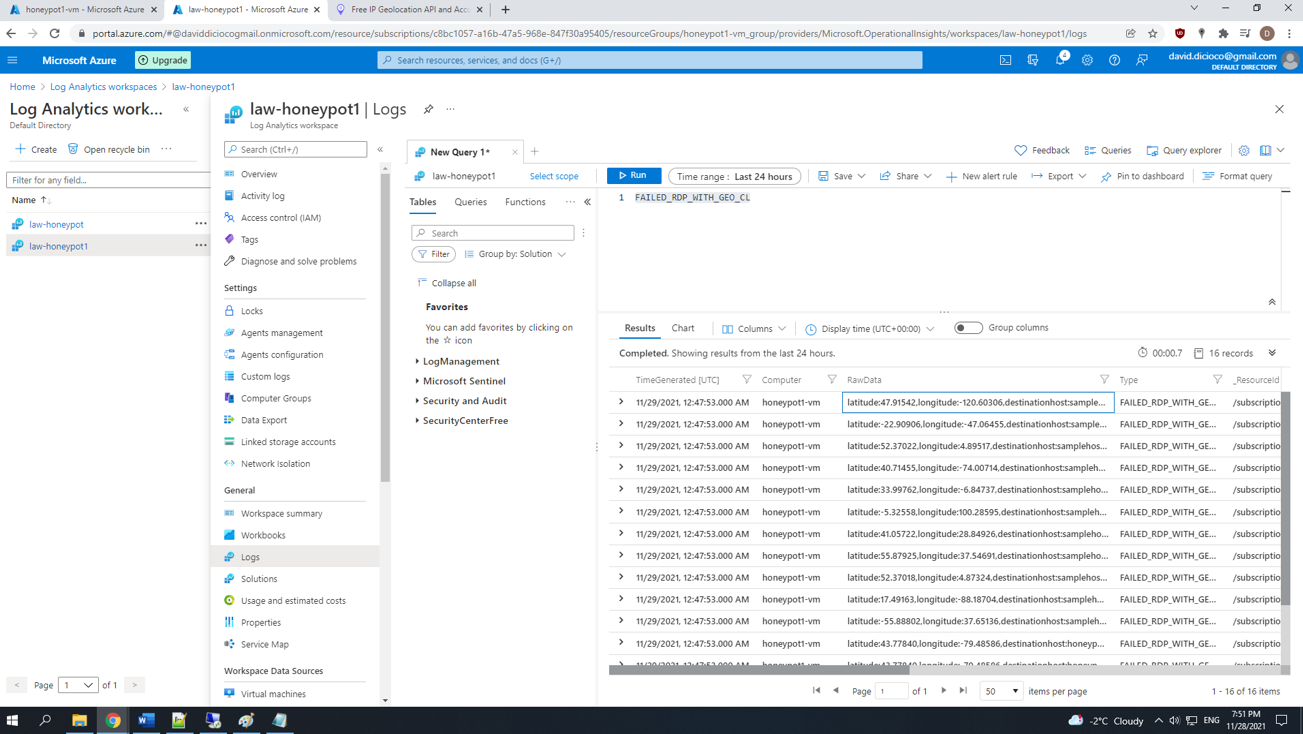 honeypot1-vm - Microsoft Azure
law-honeypot1 - Microsoft Azure
Free IP Geolocation API and Accu
portal.azure.com/#@daviddiciocogmail.onmicrosoft.com/resource/subscriptions/c8bc1057-a16b-47a5-968e-847f30a95405/resourceGroups/honeypot1-vm_group/providers/Microsoft.OperationalInsights/workspaces/law-honeypot1/logs
D
Microsoft Azure
Upgrade
Search resources, services, and docs (G+/)
4
david.dicioco@gmail.com
DEFAULT DIRECTORY
Home > Log Analytics workspaces > law-honeypot1
Log Analytics work...
Default Directory
Create
Open recycle bin
Filter for any field...
Name
law-honeypot
law-honeypot1
< Page 1 of 1 >
law-honeypot1 | Logs
Log Analytics workspace
Search (Ctrl+/)
Overview
Activity log
Access control (IAM)
Tags
Diagnose and solve problems
Settings
Locks
Agents management
Agents configuration
Custom logs
Computer Groups
Data Export
Linked storage accounts
Network Isolation
General
Workspace summary
Workbooks
Logs
Solutions
Usage and estimated costs
Properties
Service Map
Workspace Data Sources
Virtual machines
New Query 1*
Feedback
Queries
Query explorer
law-honeypot1
Select scope
Run
Time range : Last 24 hours
Save
Share
New alert rule
Export
Pin to dashboard
Format query
Tables
Queries
Functions
Search
Filter
Group by: Solution
Collapse all
Favorites
You can add favorites by clicking on
the ☆ icon
LogManagement
Microsoft Sentinel
Security and Audit
SecurityCenterFree
1 FAILED_RDP_WITH_GEO_CL
Results
Chart
Columns
Display time (UTC+00:00)
Group columns
Completed. Showing results from the last 24 hours.
00:00.7
16 records
TimeGenerated [UTC] Computer RawData Type _ResourceId
11/29/2021, 12:47:53.000 AM honeypot1-vm latitude:47.91542,longitude:-120.60306,destinationhost:sample... FAILED_RDP_WITH_GE... /subscriptio
11/29/2021, 12:47:53.000 AM honeypot1-vm latitude:-22.90906,longitude:-47.06455,destinationhost:sample... FAILED_RDP_WITH_GE... /subscriptio
11/29/2021, 12:47:53.000 AM honeypot1-vm latitude:52.37022,longitude:4.89517,destinationhost:samplehos... FAILED_RDP_WITH_GE... /subscriptio
11/29/2021, 12:47:53.000 AM honeypot1-vm latitude:40.71455,longitude:-74.00714,destinationhost:sampleh... FAILED_RDP_WITH_GE... /subscriptio
11/29/2021, 12:47:53.000 AM honeypot1-vm latitude:33.99762,longitude:-6.84737,destinationhost:sampleho... FAILED_RDP_WITH_GE... /subscriptio
11/29/2021, 12:47:53.000 AM honeypot1-vm latitude:-5.32558,longitude:100.28595,destinationhost:sampleh... FAILED_RDP_WITH_GE... /subscriptio
11/29/2021, 12:47:53.000 AM honeypot1-vm latitude:41.05722,longitude:28.84926,destinationhost:sampleho... FAILED_RDP_WITH_GE... /subscriptio
11/29/2021, 12:47:53.000 AM honeypot1-vm latitude:55.87925,longitude:37.54691,destinationhost:sampleho... FAILED_RDP_WITH_GE... /subscriptio
11/29/2021, 12:47:53.000 AM honeypot1-vm latitude:52.37018,longitude:4.87324,destinationhost:samplehos... FAILED_RDP_WITH_GE... /subscriptio
11/29/2021, 12:47:53.000 AM honeypot1-vm latitude:17.49163,longitude:-88.18704,destinationhost:sampleh... FAILED_RDP_WITH_GE... /subscriptio
11/29/2021, 12:47:53.000 AM honeypot1-vm latitude:-55.88802,longitude:37.65136,destinationhost:sampleh... FAILED_RDP_WITH_GE... /subscriptio
11/29/2021, 12:47:53.000 AM honeypot1-vm latitude:43.77840,longitude:-79.48586,destinationhost:honeyp... FAILED_RDP_WITH_GE... /subscriptio
Page 1 of 1
50 items per page
1 - 16 of 16 items
-2°C Cloudy
ENG
7:51 PM
11/28/2021